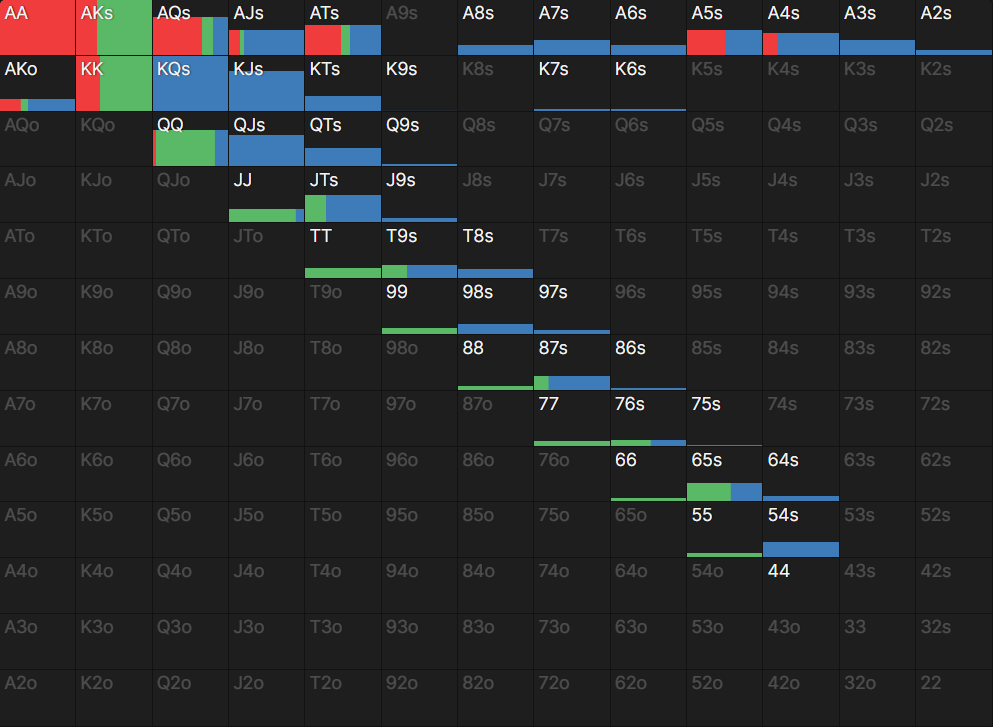 AA AKs AQs AJs ATs A9s A8s A7s A6s A5s A4s A3s A2s
AKo KK KQs KJs KTs K9s K8s K7s K6s K5s K4s K3s K2s
AQo KQo QQ QJs QTs Q9s Q8s Q7s Q6s Q5s Q4s Q3s Q2s
AJo KJo QJo JJ JTs J9s J8s J7s J6s J5s J4s J3s J2s
ATo KTo QTo JTo TT T9s T8s T7s T6s T5s T4s T3s T2s
A9o K9o Q9o J9o T9o 99 98s 97s 96s 95s 94s 93s 92s
A8o K8o Q8o J8o T8o 98o 88 87s 86s 85s 84s 83s 82s
A7o K7o Q7o J7o T7o 97o 87o 77 76s 75s 74s 73s 72s
A6o K6o Q6o J6o T6o 96o 86o 76o 66 65s 64s 63s 62s
A5o K5o Q5o J5o T5o 95o 85o 75o 65o 55 54s 53s 52s
A4o K4o Q4o J4o T4o 94o 84o 74o 64o 54o 44 43s 42s
A3o K3o Q3o J3o T3o 93o 83o 73o 63o 53o 43o 33 32s
A2o K2o Q2o J2o T2o 92o 82o 72o 62o 52o 42o 32o 22